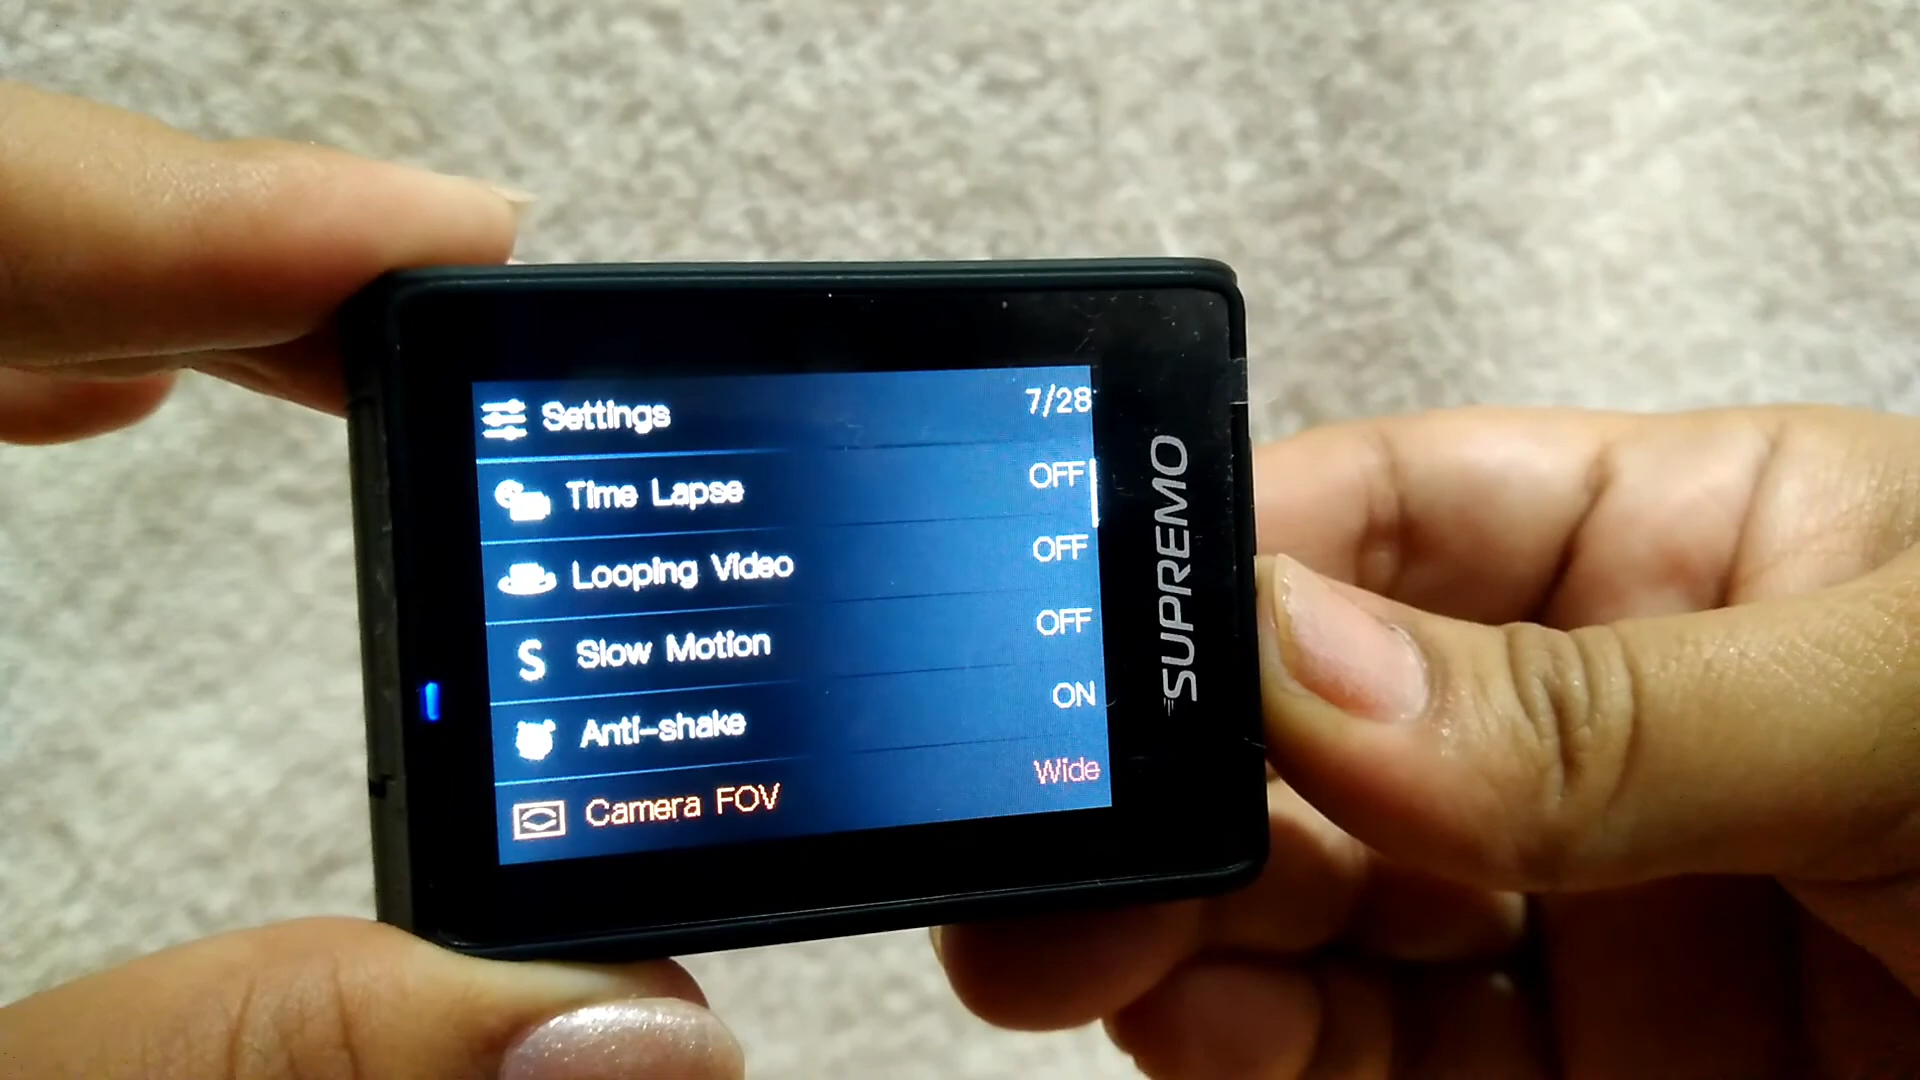 Settings 7/28
Time Lapse OFF
Looping Video OFF
S Slow Motion OFF
Anti-shake ON
Camera FOV Wide
SUPREMO